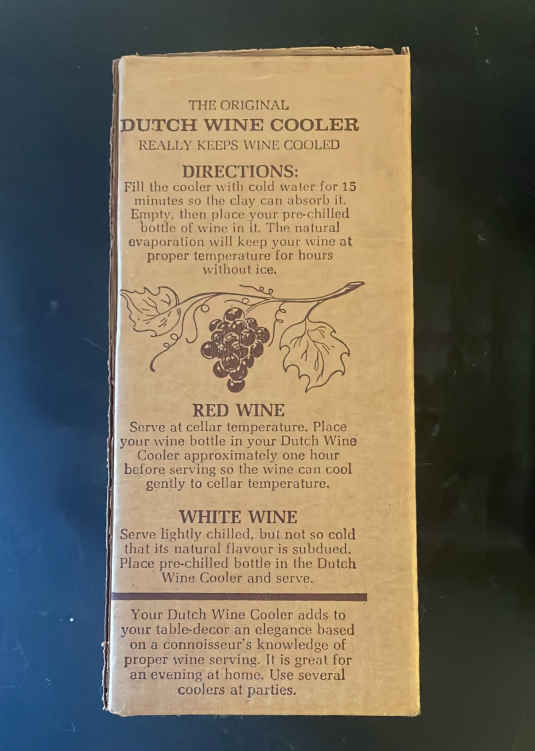 THE ORIGINAL
DUTCH WINE COOLER
REALLY KEEPS WINE COOLED
DIRECTIONS:
Fill the cooler with cold water for 15
minutes so the clay can absorb it.
Empty, then place your pre-chilled
bottle of wine in it. The natural
evaporation will keep your wine at
proper temperature for hours
without ice.
RED WINE
Serve at cellar temperature. Place
your wine bottle in your Dutch Wine
Cooler approximately one hour
before serving so the wine can cool
gently to cellar temperature.
WHITE WINE
Serve lightly chilled, but not so cold
that its natural flavour is subdued.
Place pre-chilled bottle in the Dutch
Wine Cooler and serve.
Your Dutch Wine Cooler adds to
your table-decor an elegance based
on a connoisseur's knowledge of
proper wine serving. It is great for
an evening at home. Use several
coolers at parties.